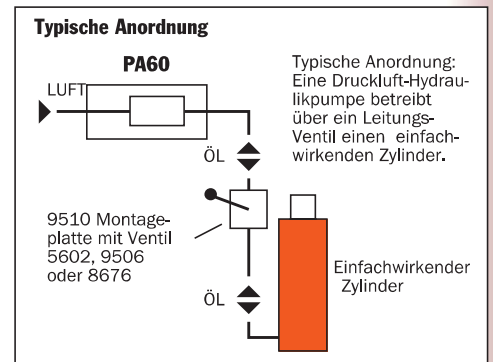 Typische Anordnung
PA60
LUFT
ÖL
Typische Anordnung:
Eine Druckluft-Hydrau-
likpumpe betreibt
über ein Leitungs-
Ventil einen einfach-
wirkenden Zylinder.
9510 Montage-
platte mit Ventil
5602, 9506
oder 8676
ÖL
Einfachwirkender
Zylinder